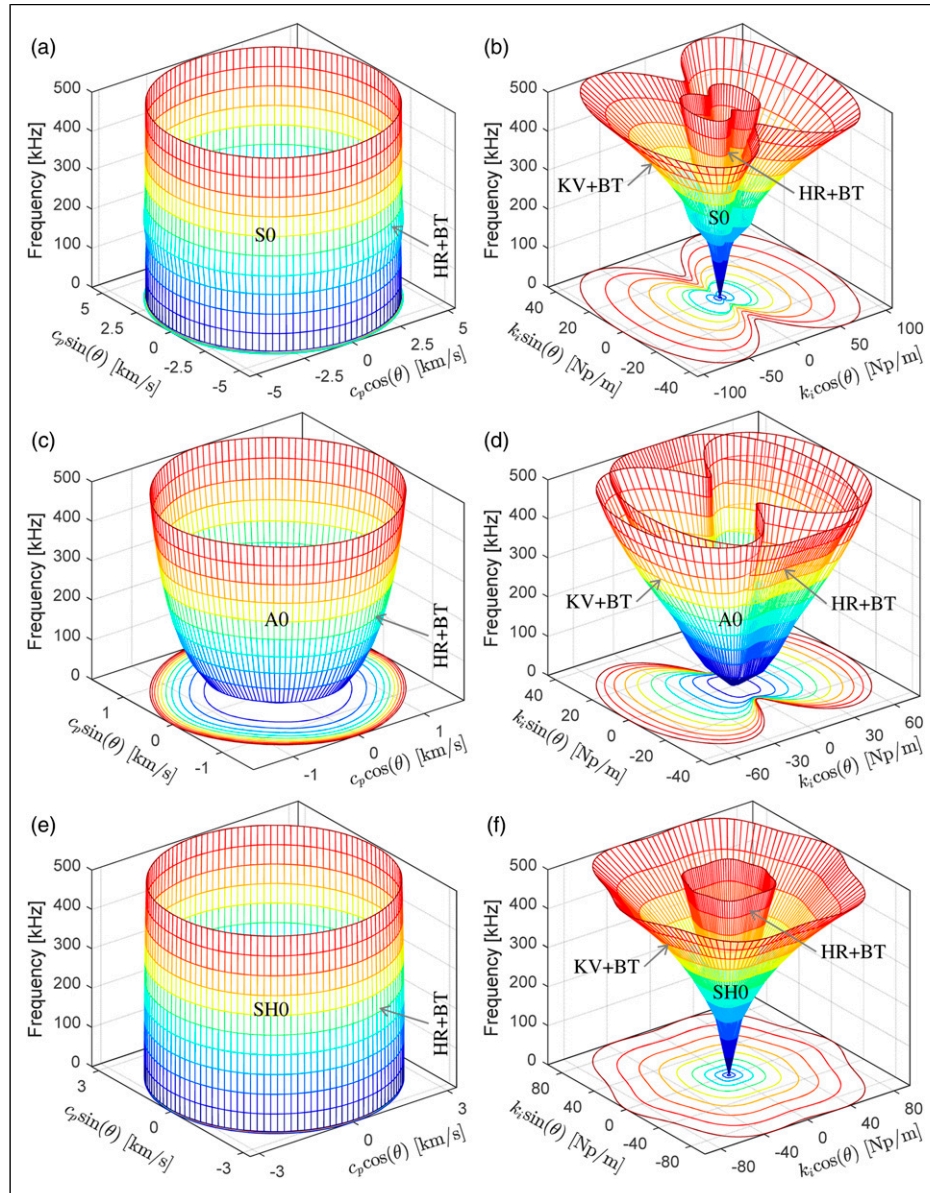 (a)
Frequency [kHz]
500
400
300
200
100
0
S0
HR+BT
5
2.5
0
-2.5
-5
c_p sin(θ) [km/s]
-5
-2.5
0
2.5
5
c_p cos(θ) [km/s]
(b)
Frequency [kHz]
500
400
300
200
100
0
KV+BT
HR+BT
S0
40
20
0
-20
-40
k_i sin(θ) [Np/m]
-100
-50
0
50
100
k_i cos(θ) [Np/m]
(c)
Frequency [kHz]
500
400
300
200
100
0
A0
HR+BT
1
0
-1
c_p sin(θ) [km/s]
-1
0
1
c_p cos(θ) [km/s]
(d)
Frequency [kHz]
500
400
300
200
100
0
KV+BT
HR+BT
A0
40
20
0
-20
-40
k_i sin(θ) [Np/m]
-60
-30
0
30
60
k_i cos(θ) [Np/m]
(e)
Frequency [kHz]
500
400
300
200
100
0
SH0
HR+BT
3
0
-3
c_p sin(θ) [km/s]
-3
0
3
c_p cos(θ) [km/s]
(f)
Frequency [kHz]
500
400
300
200
100
0
KV+BT
HR+BT
SH0
80
40
0
-40
-80
k_i sin(θ) [Np/m]
-80
-40
0
40
80
k_i cos(θ) [Np/m]